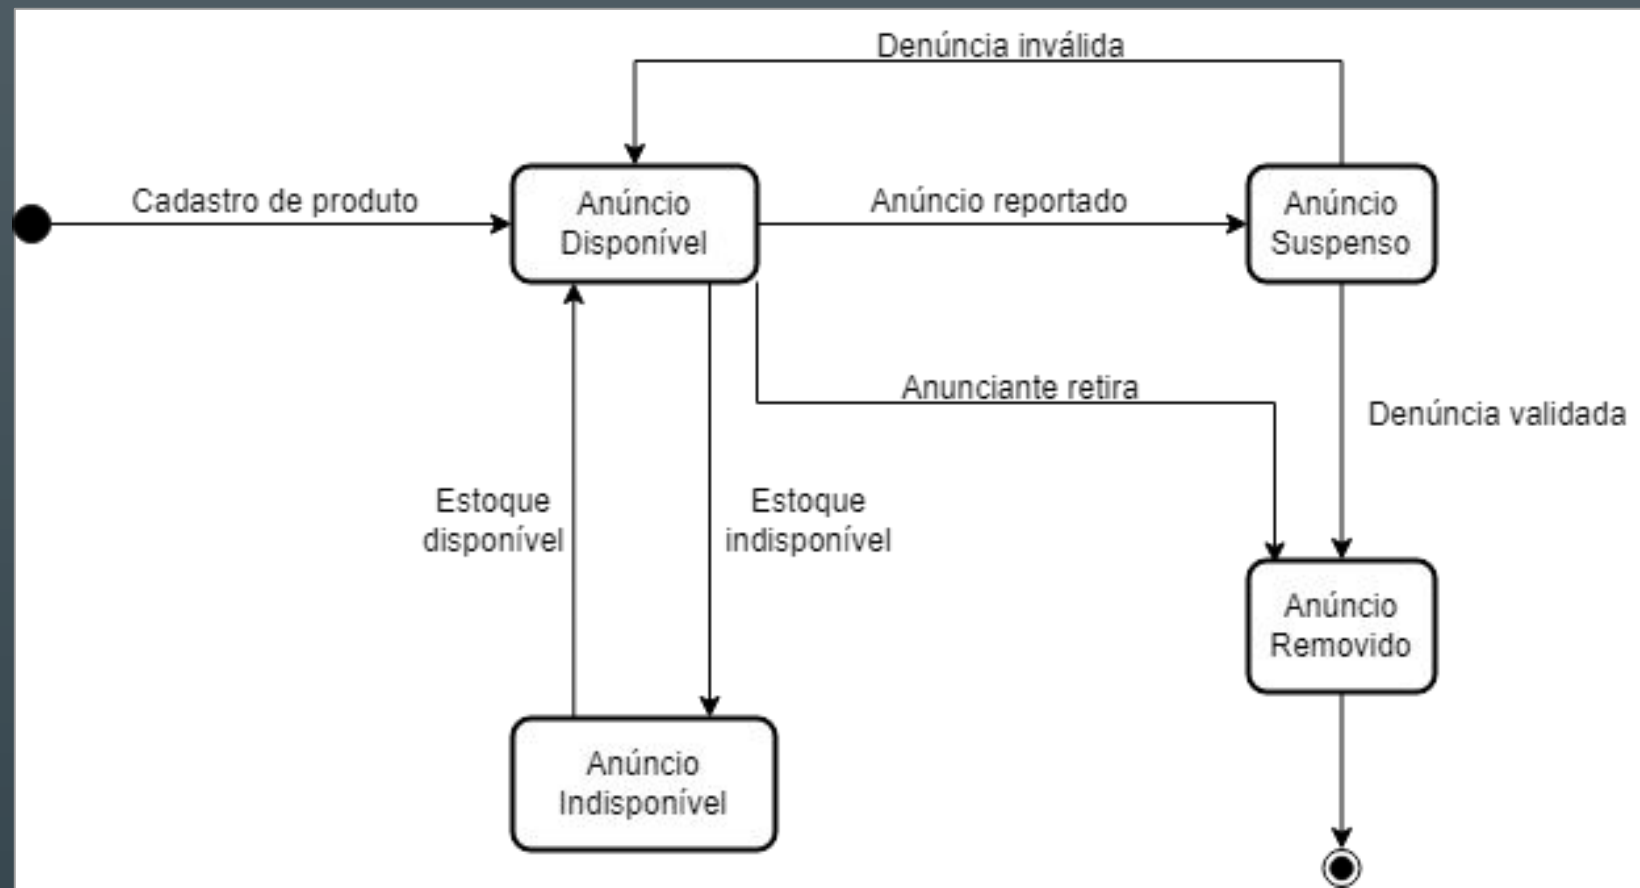 Denúncia inválida
Cadastro de produto
Anúncio
Disponível
Anúncio reportado
Anúncio
Suspenso
Anunciante retira
Denúncia validada
Estoque
disponível
Estoque
indisponível
Anúncio
Removido
Anúncio
Indisponível